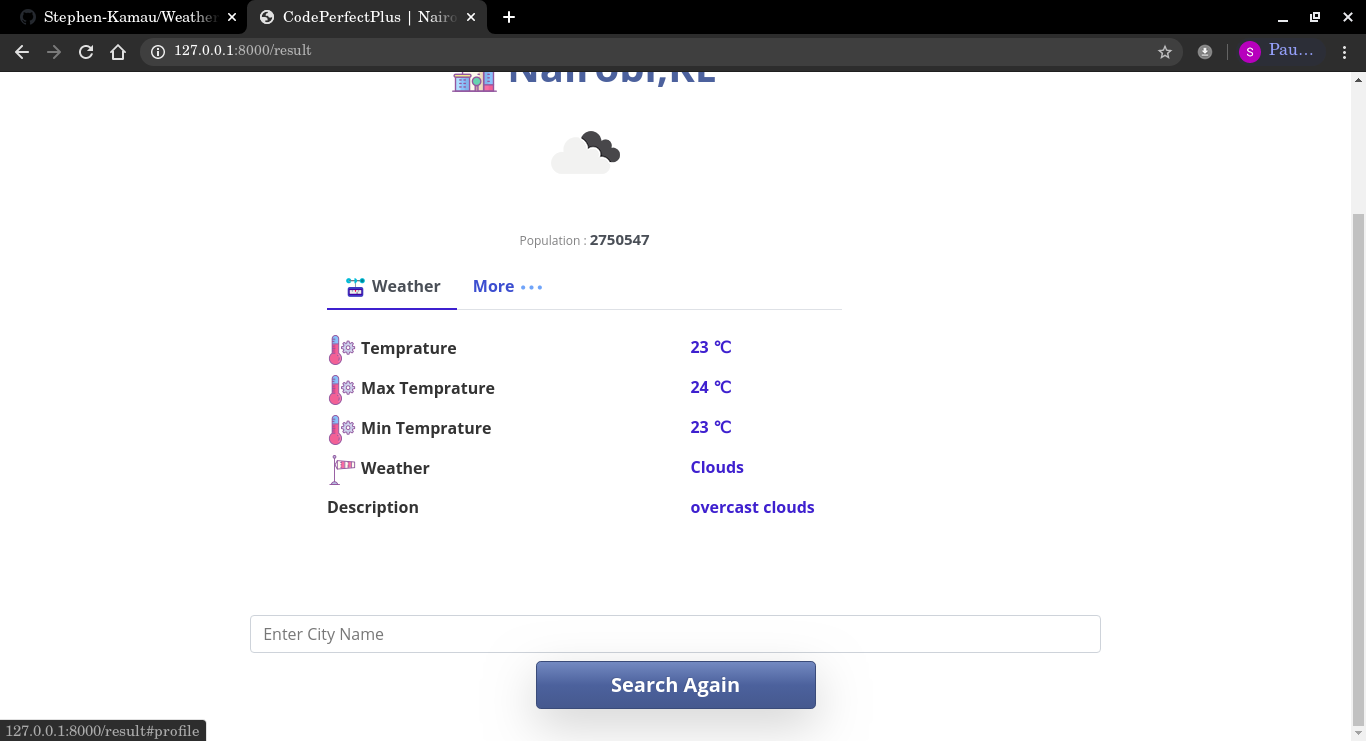 Stephen-Kamau/Weather
CodePerfectPlus | Nairo
127.0.0.1:8000/result
S Pau...
Nairobi,KE
Population : 2750547
Weather More
Temprature 23 ℃
Max Temprature 24 ℃
Min Temprature 23 ℃
Weather Clouds
Description overcast clouds
Enter City Name
Search Again
127.0.0.1:8000/result#profile